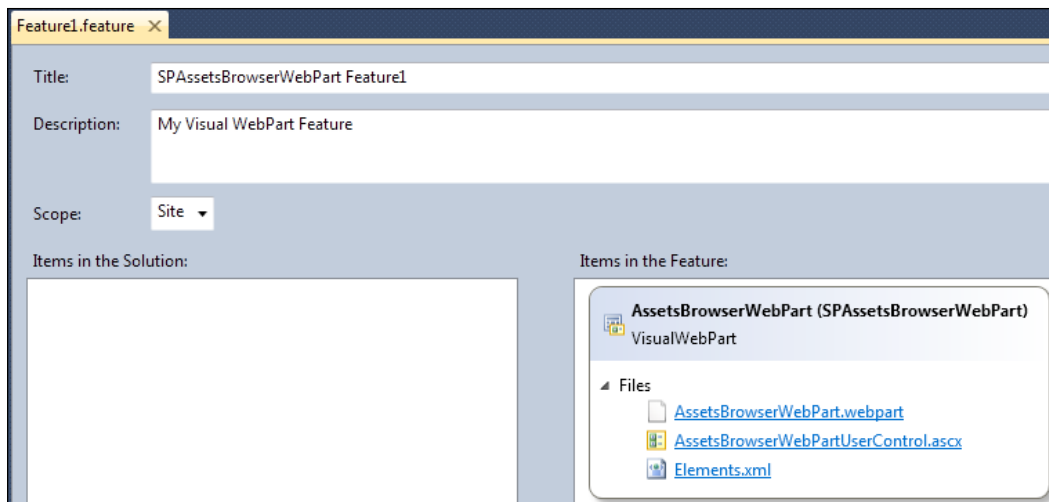 Feature1.feature
Title: SPAssetsBrowserWebPart Feature1
Description: My Visual WebPart Feature
Scope: Site
Items in the Solution:
Items in the Feature:
AssetsBrowserWebPart (SPAssetsBrowserWebPart)
VisualWebPart
Files
AssetsBrowserWebPart.webpart
AssetsBrowserWebPartUserControl.ascx
Elements.xml